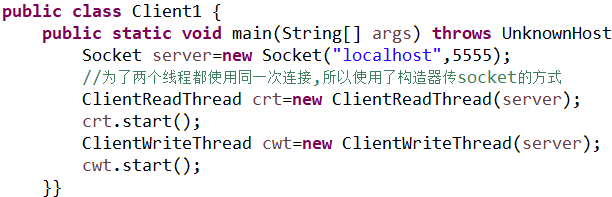 public class Client1 {
public static void main(String[] args) throws UnknownHost
Socket server=new Socket("localhost",5555);
//为了两个线程都使用同一次连接,所以使用了构造器传socket的方式
ClientReadThread crt=new ClientReadThread(server);
crt.start();
ClientWriteThread cwt=new ClientWriteThread(server);
cwt.start();
}}